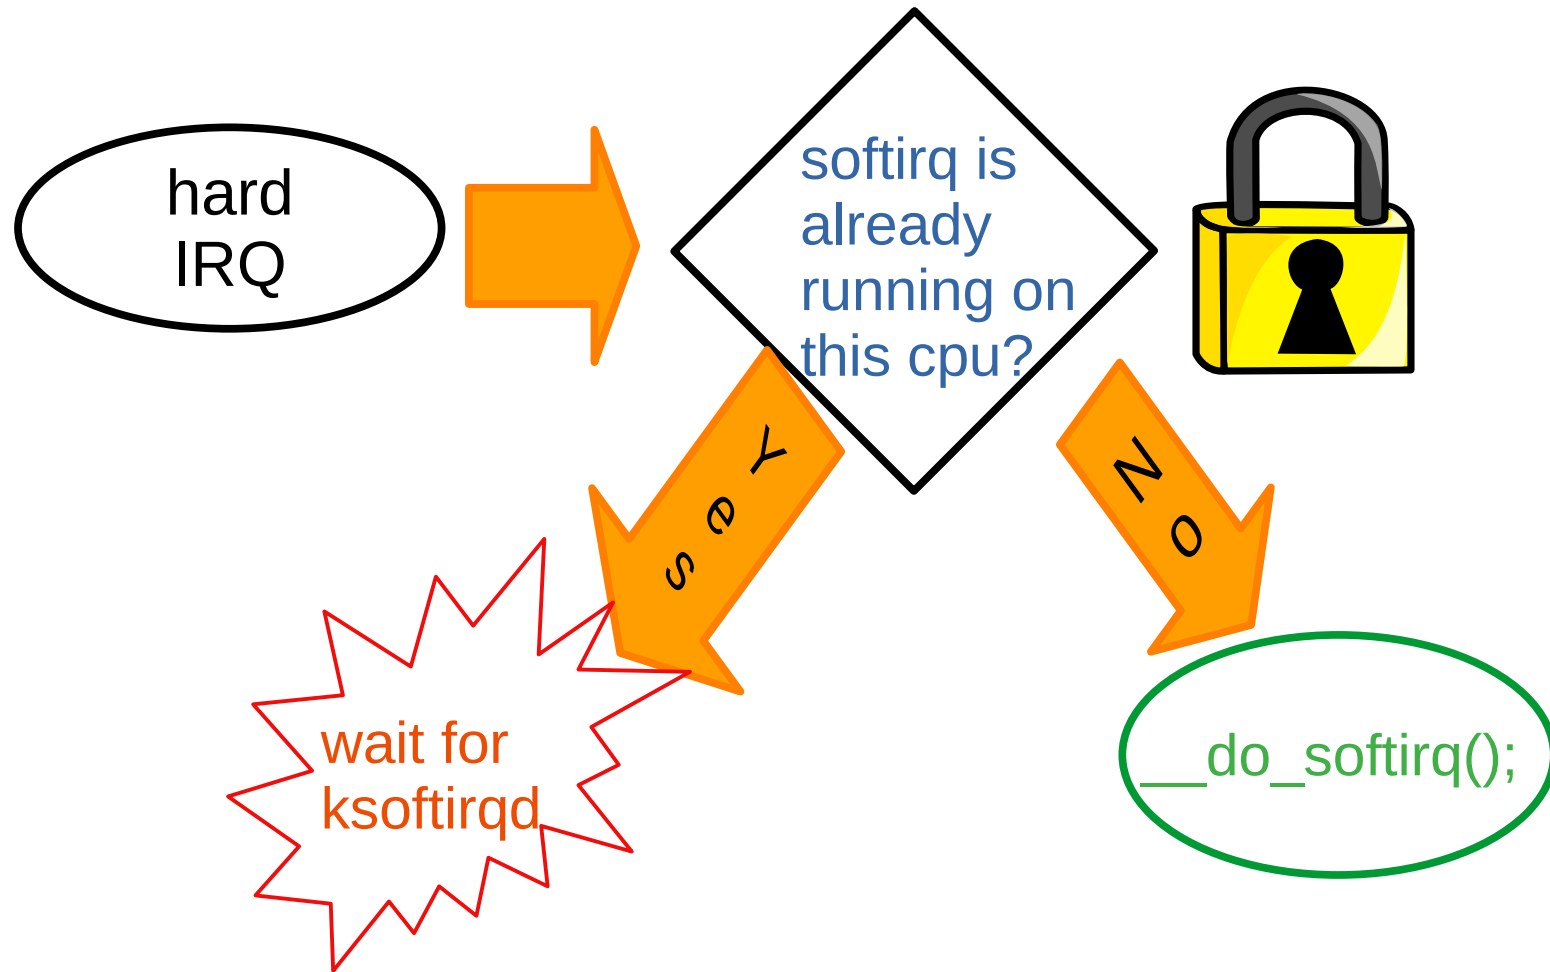 hard
IRQ
softirq is
already
running on
this cpu?
Yes
No
wait for
ksoftirqd
__do_softirq();